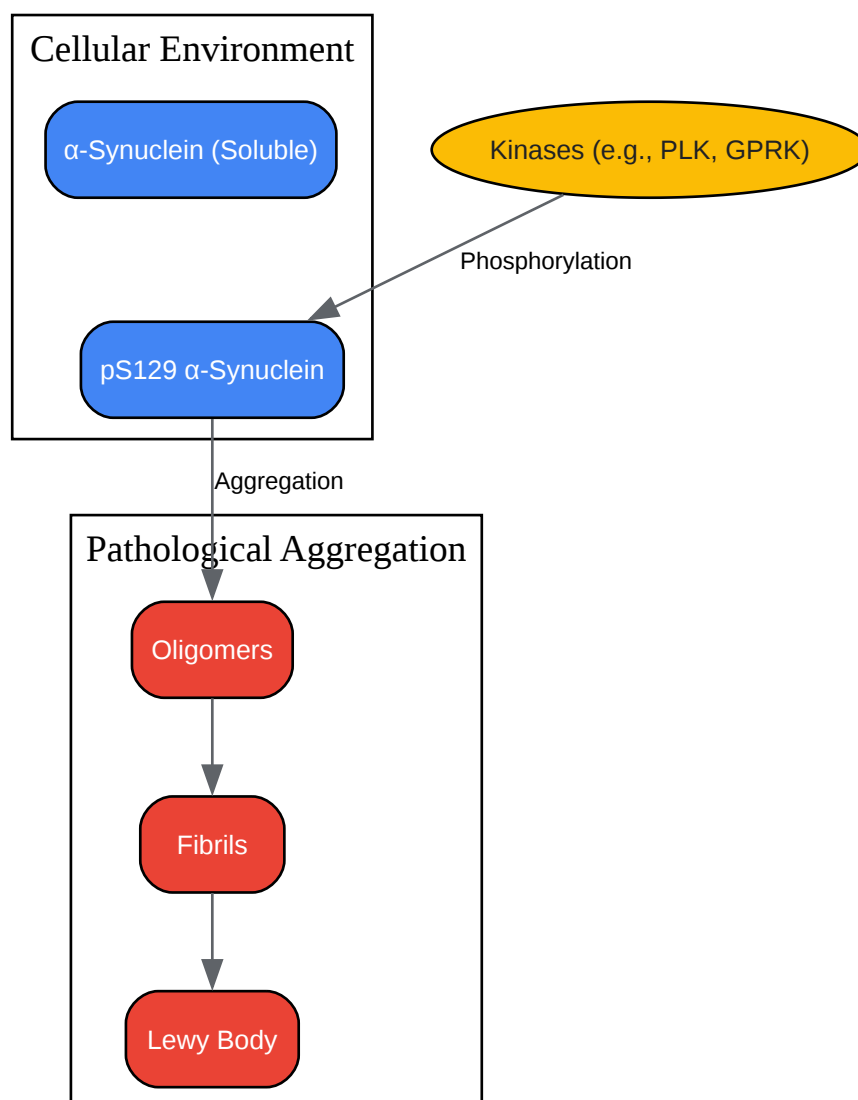 Cellular Environment
α-Synuclein (Soluble)
Kinases (e.g., PLK, GPRK)
Phosphorylation
pS129 α-Synuclein
Aggregation
Pathological Aggregation
Oligomers
Fibrils
Lewy Body